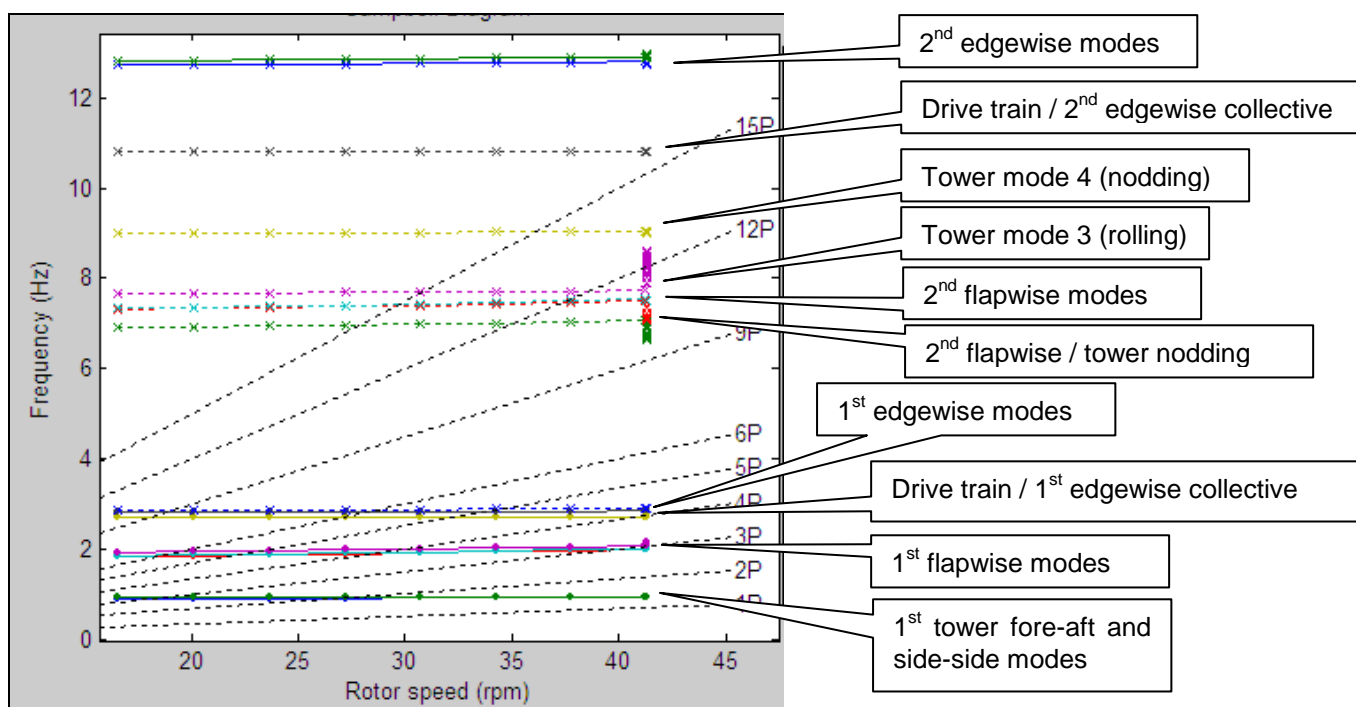 Campbell Diagram
2nd edgewise modes
Drive train / 2nd edgewise collective
Tower mode 4 (nodding)
Tower mode 3 (rolling)
2nd flapwise modes
2nd flapwise / tower nodding
1st edgewise modes
Drive train / 1st edgewise collective
1st flapwise modes
1st tower fore-aft and
side-side modes
15P
12P
9P
6P
5P
4P
3P
2P
1P
Frequency (Hz)
12
10
8
6
4
2
0
20
25
30
35
40
45
Rotor speed (rpm)